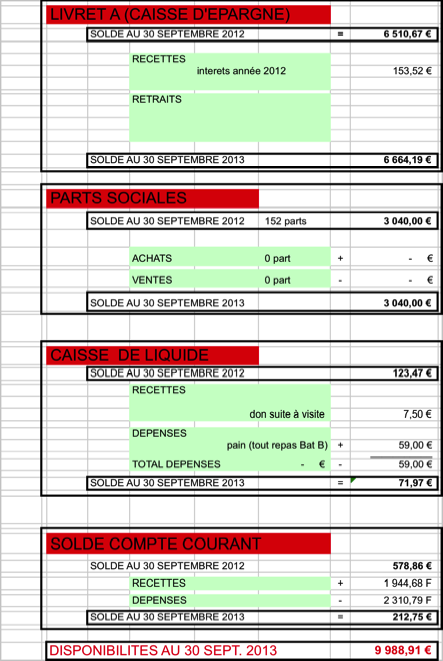 LIVRET A (CAISSE D'EPARGNE)
SOLDE AU 30 SEPTEMBRE 2012 = 6 510,67 €
RECETTES
interets année 2012 153,52 €
RETRAITS
SOLDE AU 30 SEPTEMBRE 2013 6 664,19 €
PARTS SOCIALES
SOLDE AU 30 SEPTEMBRE 2012 152 parts 3 040,00 €
ACHATS 0 part + - €
VENTES 0 part - - €
SOLDE AU 30 SEPTEMBRE 2013 3 040,00 €
CAISSE DE LIQUIDE
SOLDE AU 30 SEPTEMBRE 2012 123,47 €
RECETTES
don suite à visite 7,50 €
DEPENSES
pain (tout repas Bat B) + 59,00 €
TOTAL DEPENSES - € - 59,00 €
SOLDE AU 30 SEPTEMBRE 2013 = 71,97 €
SOLDE COMPTE COURANT
SOLDE AU 30 SEPTEMBRE 2012 578,86 €
RECETTES + 1 944,68 F
DEPENSES - 2 310,79 F
SOLDE AU 30 SEPTEMBRE 2013 = 212,75 €
DISPONIBILITES AU 30 SEPT. 2013 9 988,91 €